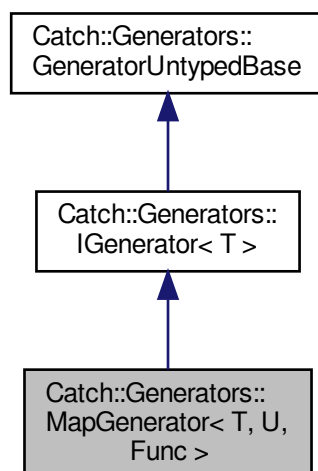 Catch::Generators::
GeneratorUntypedBase
Catch::Generators::
IGenerator< T >
Catch::Generators::
MapGenerator< T, U,
Func >